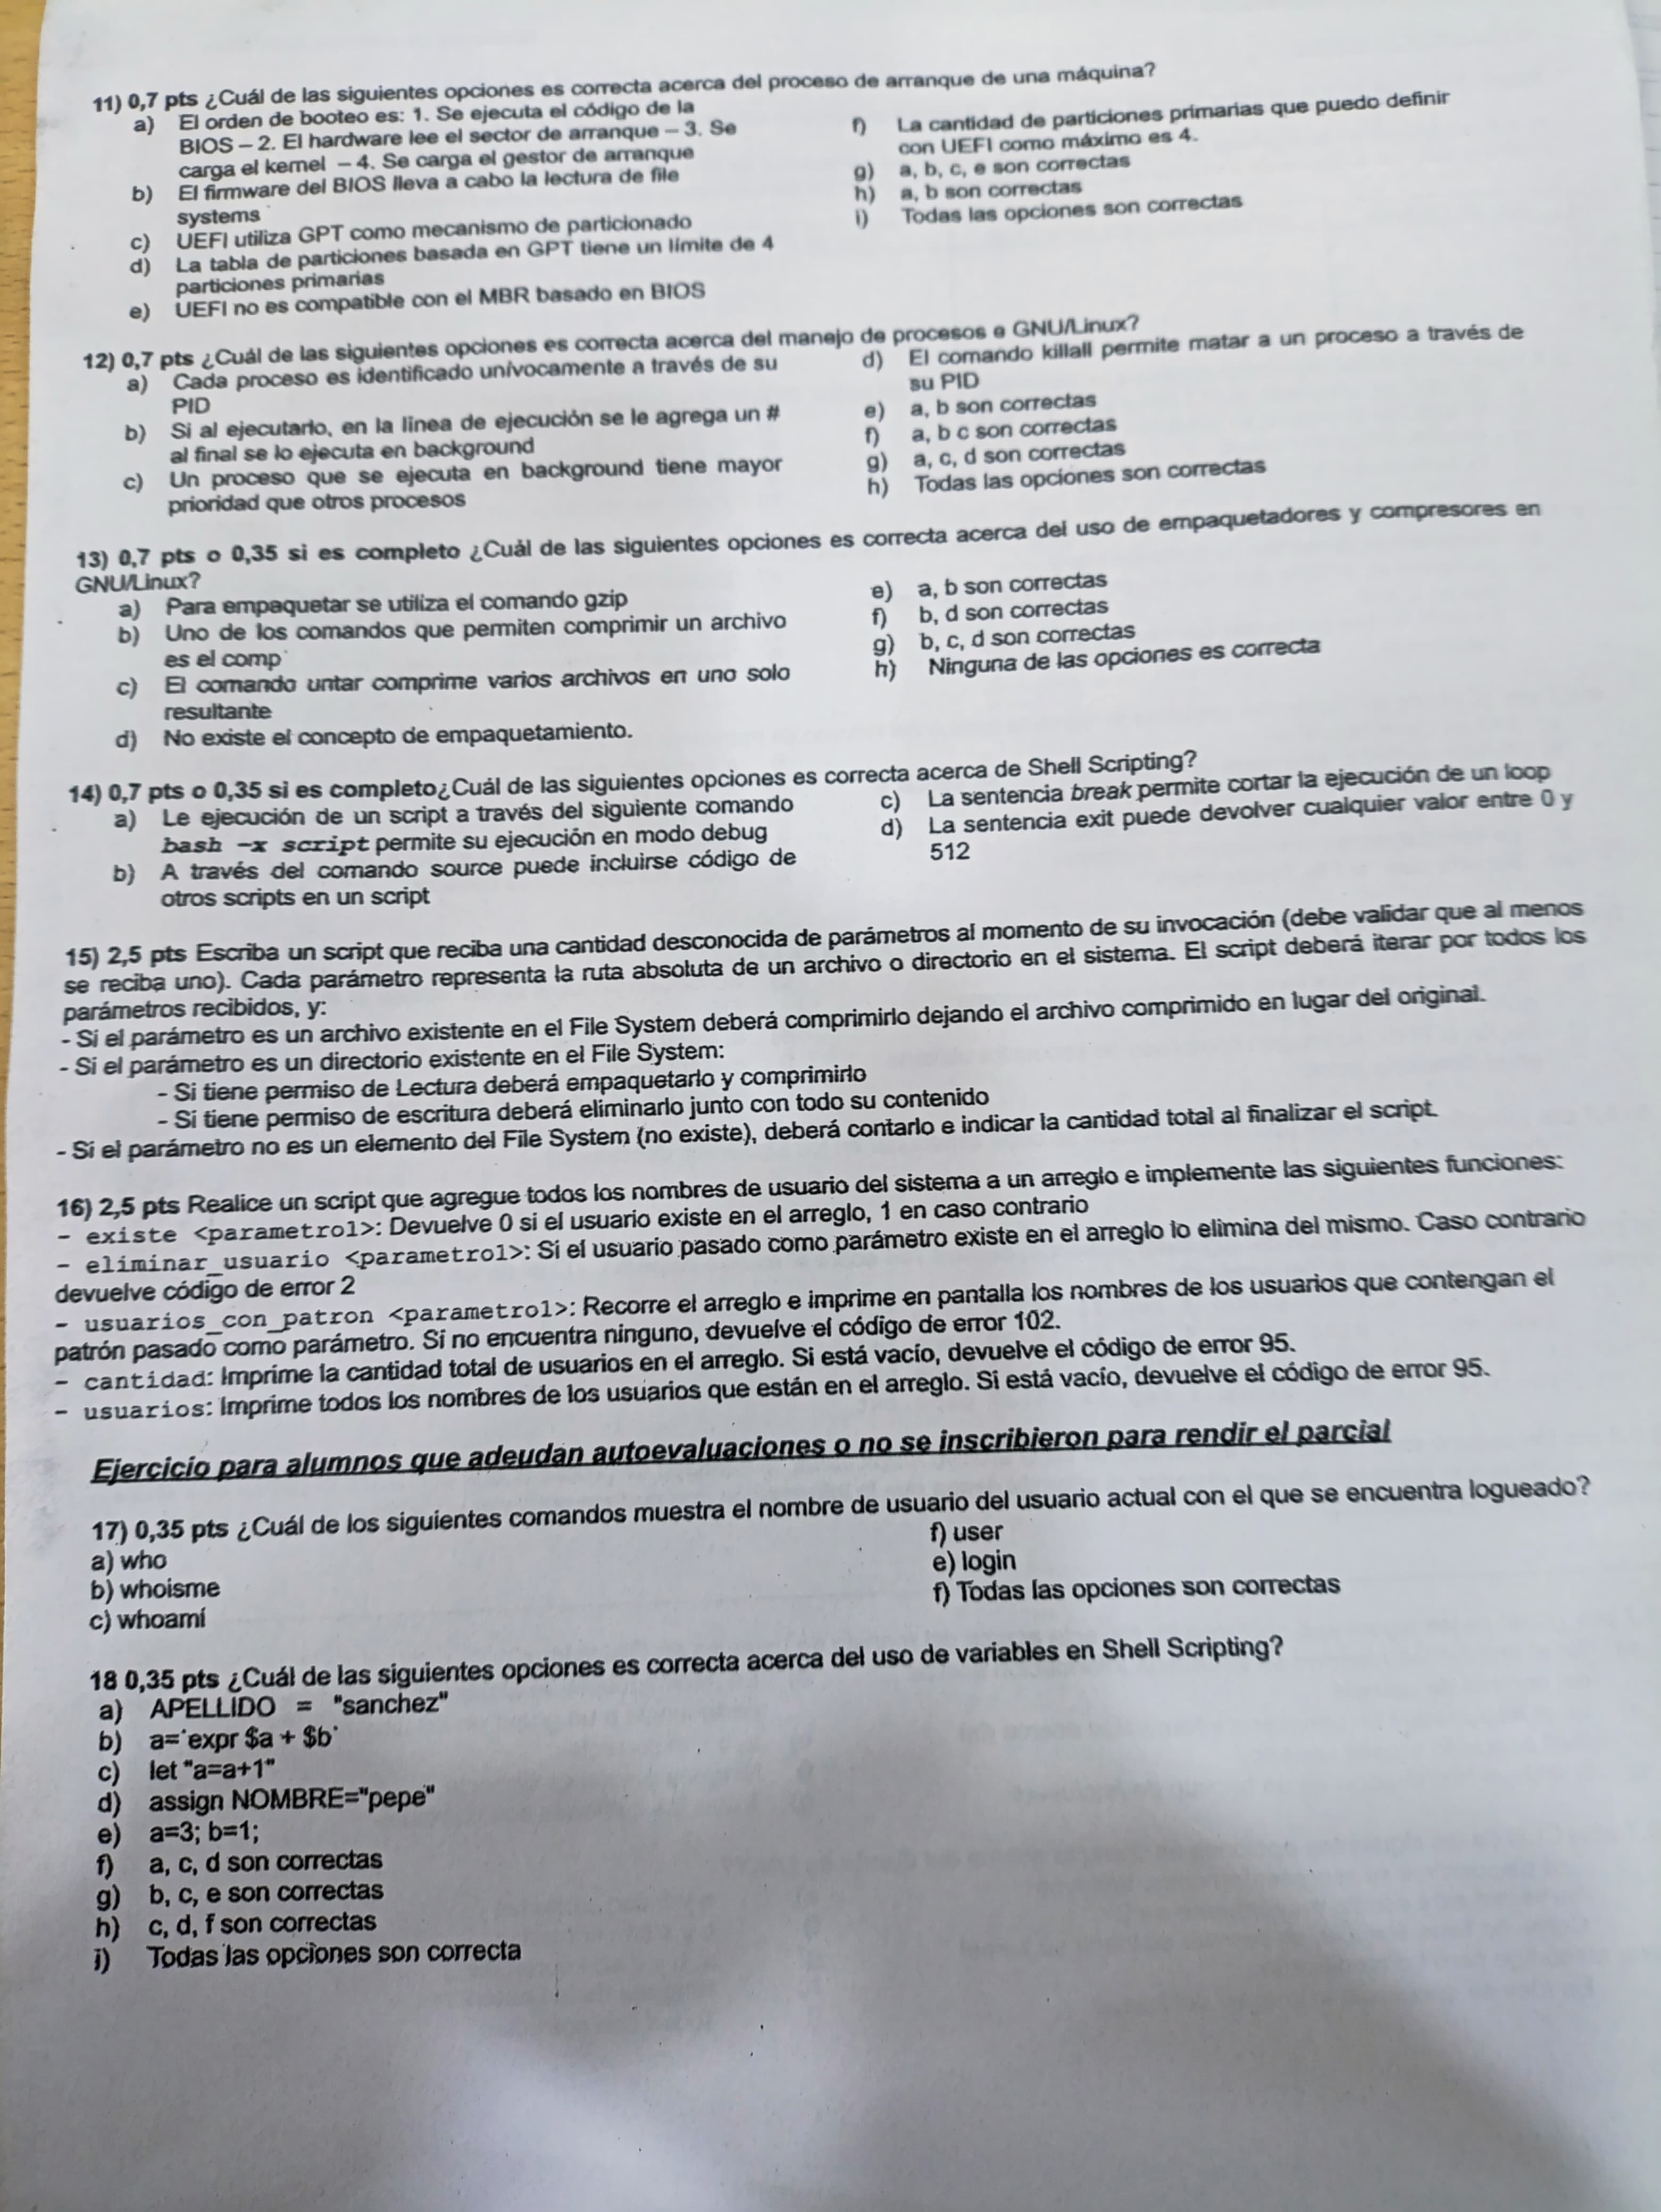 11) 0,7 pts ¿Cuál de las siguientes opciones es correcta acerca del proceso de arranque de una máquina?
a) El orden de booteo es: 1. Se ejecuta el código de la
BIOS – 2. El hardware lee el sector de arranque – 3. Se
carga el kernel – 4. Se carga el gestor de arranque
b) El firmware del BIOS lleva a cabo la lectura de file
systems
c) UEFI utiliza GPT como mecanismo de particionado
d) La tabla de particiones basada en GPT tiene un límite de 4
particiones primarias
e) UEFI no es compatible con el MBR basado en BIOS
f) La cantidad de particiones primarias que puedo definir
con UEFI como máximo es 4.
g) a, b, c, e son correctas
h) a, b son correctas
i) Todas las opciones son correctas
12) 0,7 pts ¿Cuál de las siguientes opciones es correcta acerca del manejo de procesos e GNU/Linux?
a) Cada proceso es identificado unívocamente a través de su
PID
b) Si al ejecutarlo, en la línea de ejecución se le agrega un #
al final se lo ejecuta en background
c) Un proceso que se ejecuta en background tiene mayor
prioridad que otros procesos
d) El comando killall permite matar a un proceso a través de
su PID
e) a, b son correctas
f) a, b c son correctas
g) a, c, d son correctas
h) Todas las opciones son correctas
13) 0,7 pts o 0,35 si es completo ¿Cuál de las siguientes opciones es correcta acerca del uso de empaquetadores y compresores en
GNU/Linux?
a) Para empaquetar se utiliza el comando gzip
b) Uno de los comandos que permiten comprimir un archivo
es el comp
c) El comando untar comprime varios archivos en uno solo
resultante
d) No existe el concepto de empaquetamiento.
e) a, b son correctas
f) b, d son correctas
g) b, c, d son correctas
h) Ninguna de las opciones es correcta
14) 0,7 pts o 0,35 si es completo¿Cuál de las siguientes opciones es correcta acerca de Shell Scripting?
a) Le ejecución de un script a través del siguiente comando
bash -x script permite su ejecución en modo debug
b) A través del comando source puede incluirse código de
otros scripts en un script
c) La sentencia break permite cortar la ejecución de un loop
d) La sentencia exit puede devolver cualquier valor entre 0 y
512
15) 2,5 pts Escriba un script que reciba una cantidad desconocida de parámetros al momento de su invocación (debe validar que al menos
se reciba uno). Cada parámetro representa la ruta absoluta de un archivo o directorio en el sistema. El script deberá iterar por todos los
parámetros recibidos, y:
- Si el parámetro es un archivo existente en el File System deberá comprimirlo dejando el archivo comprimido en lugar del original.
- Si el parámetro es un directorio existente en el File System:
- Si tiene permiso de Lectura deberá empaquetarlo y comprimirlo
- Si tiene permiso de escritura deberá eliminarlo junto con todo su contenido
- Si el parámetro no es un elemento del File System (no existe), deberá contarlo e indicar la cantidad total al finalizar el script.
16) 2,5 pts Realice un script que agregue todos los nombres de usuario del sistema a un arreglo e implemente las siguientes funciones:
- existe <parametro1>: Devuelve 0 si el usuario existe en el arreglo, 1 en caso contrario
- eliminar_usuario <parametro1>: Si el usuario pasado como parámetro existe en el arreglo lo elimina del mismo. Caso contrario
devuelve código de error 2
- usuarios_con_patron <parametro1>: Recorre el arreglo e imprime en pantalla los nombres de los usuarios que contengan el
patrón pasado como parámetro. Si no encuentra ninguno, devuelve el código de error 102.
- cantidad: Imprime la cantidad total de usuarios en el arreglo. Si está vacío, devuelve el código de error 95.
- usuarios: Imprime todos los nombres de los usuarios que están en el arreglo. Si está vacío, devuelve el código de error 95.
Ejercicio para alumnos que adeudan autoevaluaciones o no se inscribieron para rendir el parcial
17) 0,35 pts ¿Cuál de los siguientes comandos muestra el nombre de usuario del usuario actual con el que se encuentra logueado?
a) who
b) whoisme
c) whoami
f) user
e) login
f) Todas las opciones son correctas
18 0,35 pts ¿Cuál de las siguientes opciones es correcta acerca del uso de variables en Shell Scripting?
a) APELLIDO = "sanchez"
b) a=`expr $a + $b`
c) let "a=a+1"
d) assign NOMBRE="pepe"
e) a=3; b=1;
f) a, c, d son correctas
g) b, c, e son correctas
h) c, d, f son correctas
i) Todas las opciones son correcta